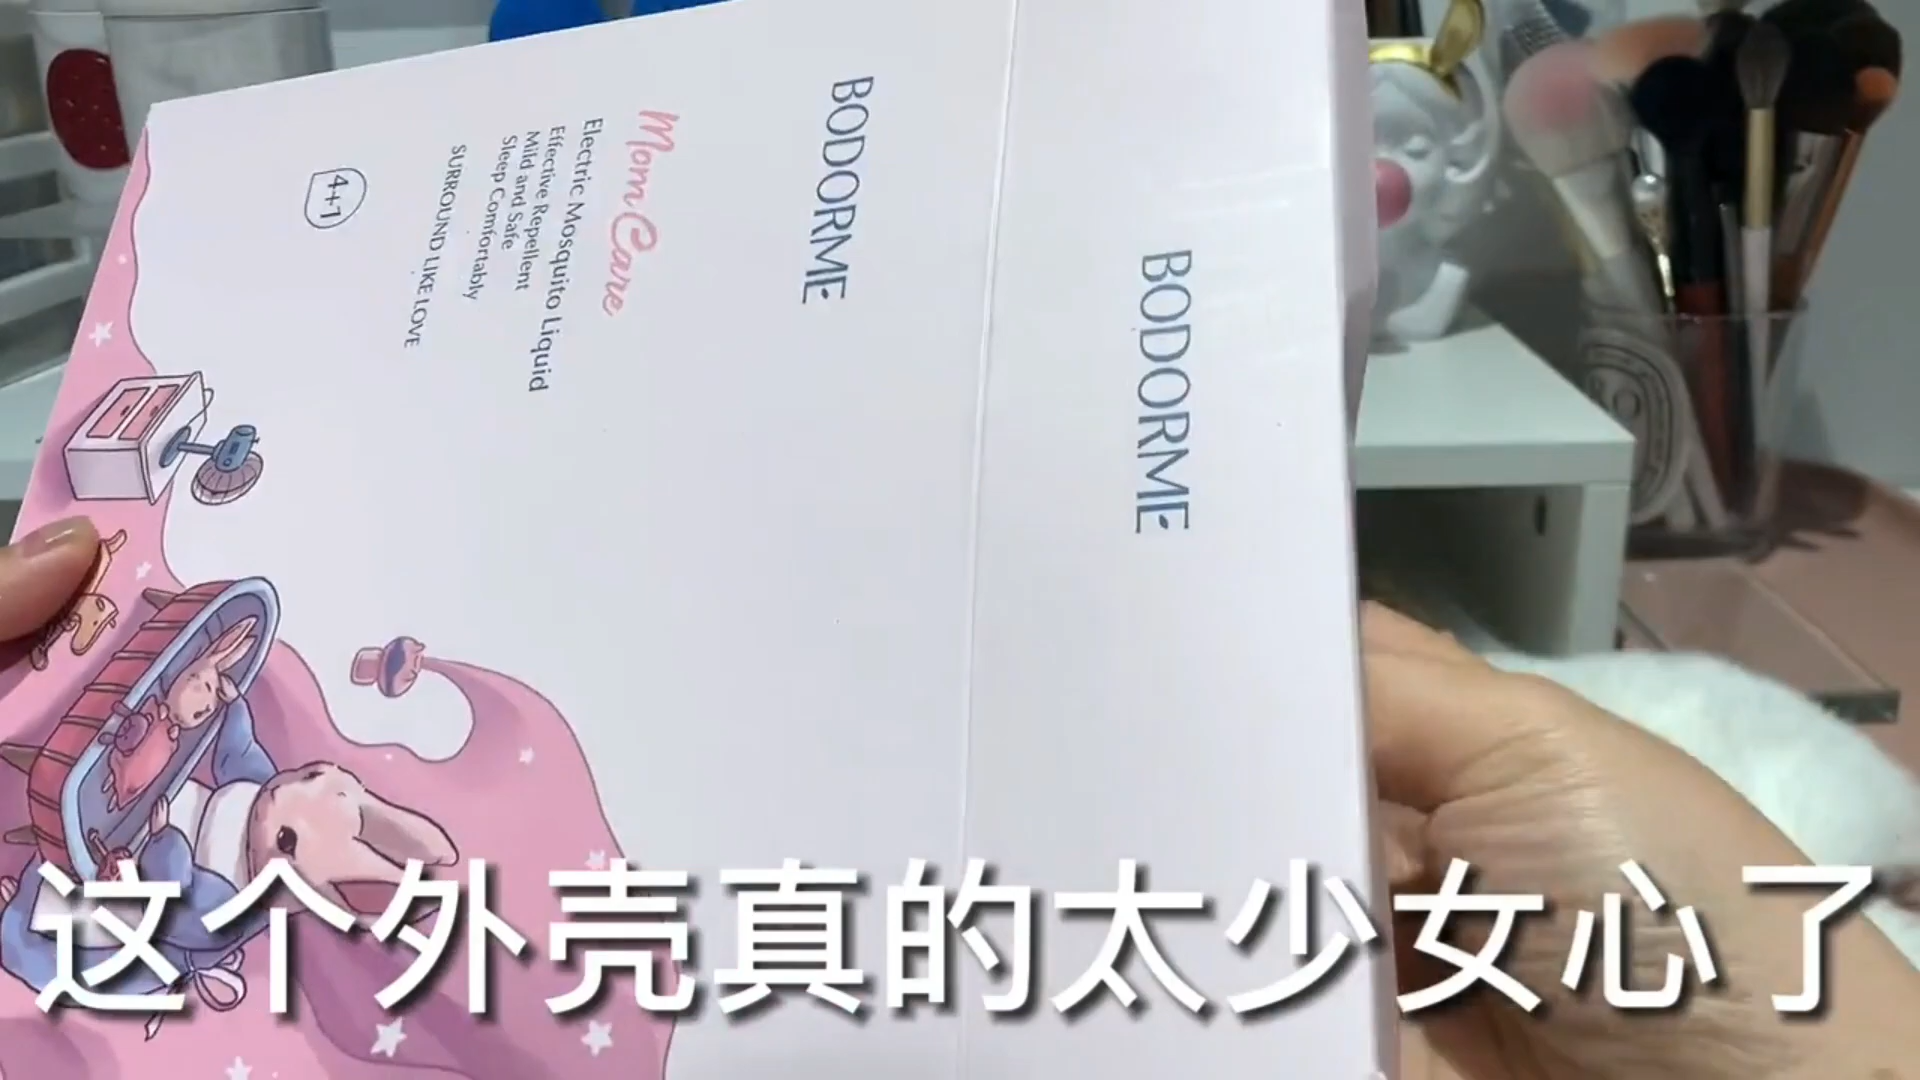 BODORME
BODORME
Mom Care
Electric Mosquito Liquid
Effective Repellent
Mild and Safe
Sleep Comfortably
SURROUND LIKE LOVE
4+1
这个外壳真的太少女心了